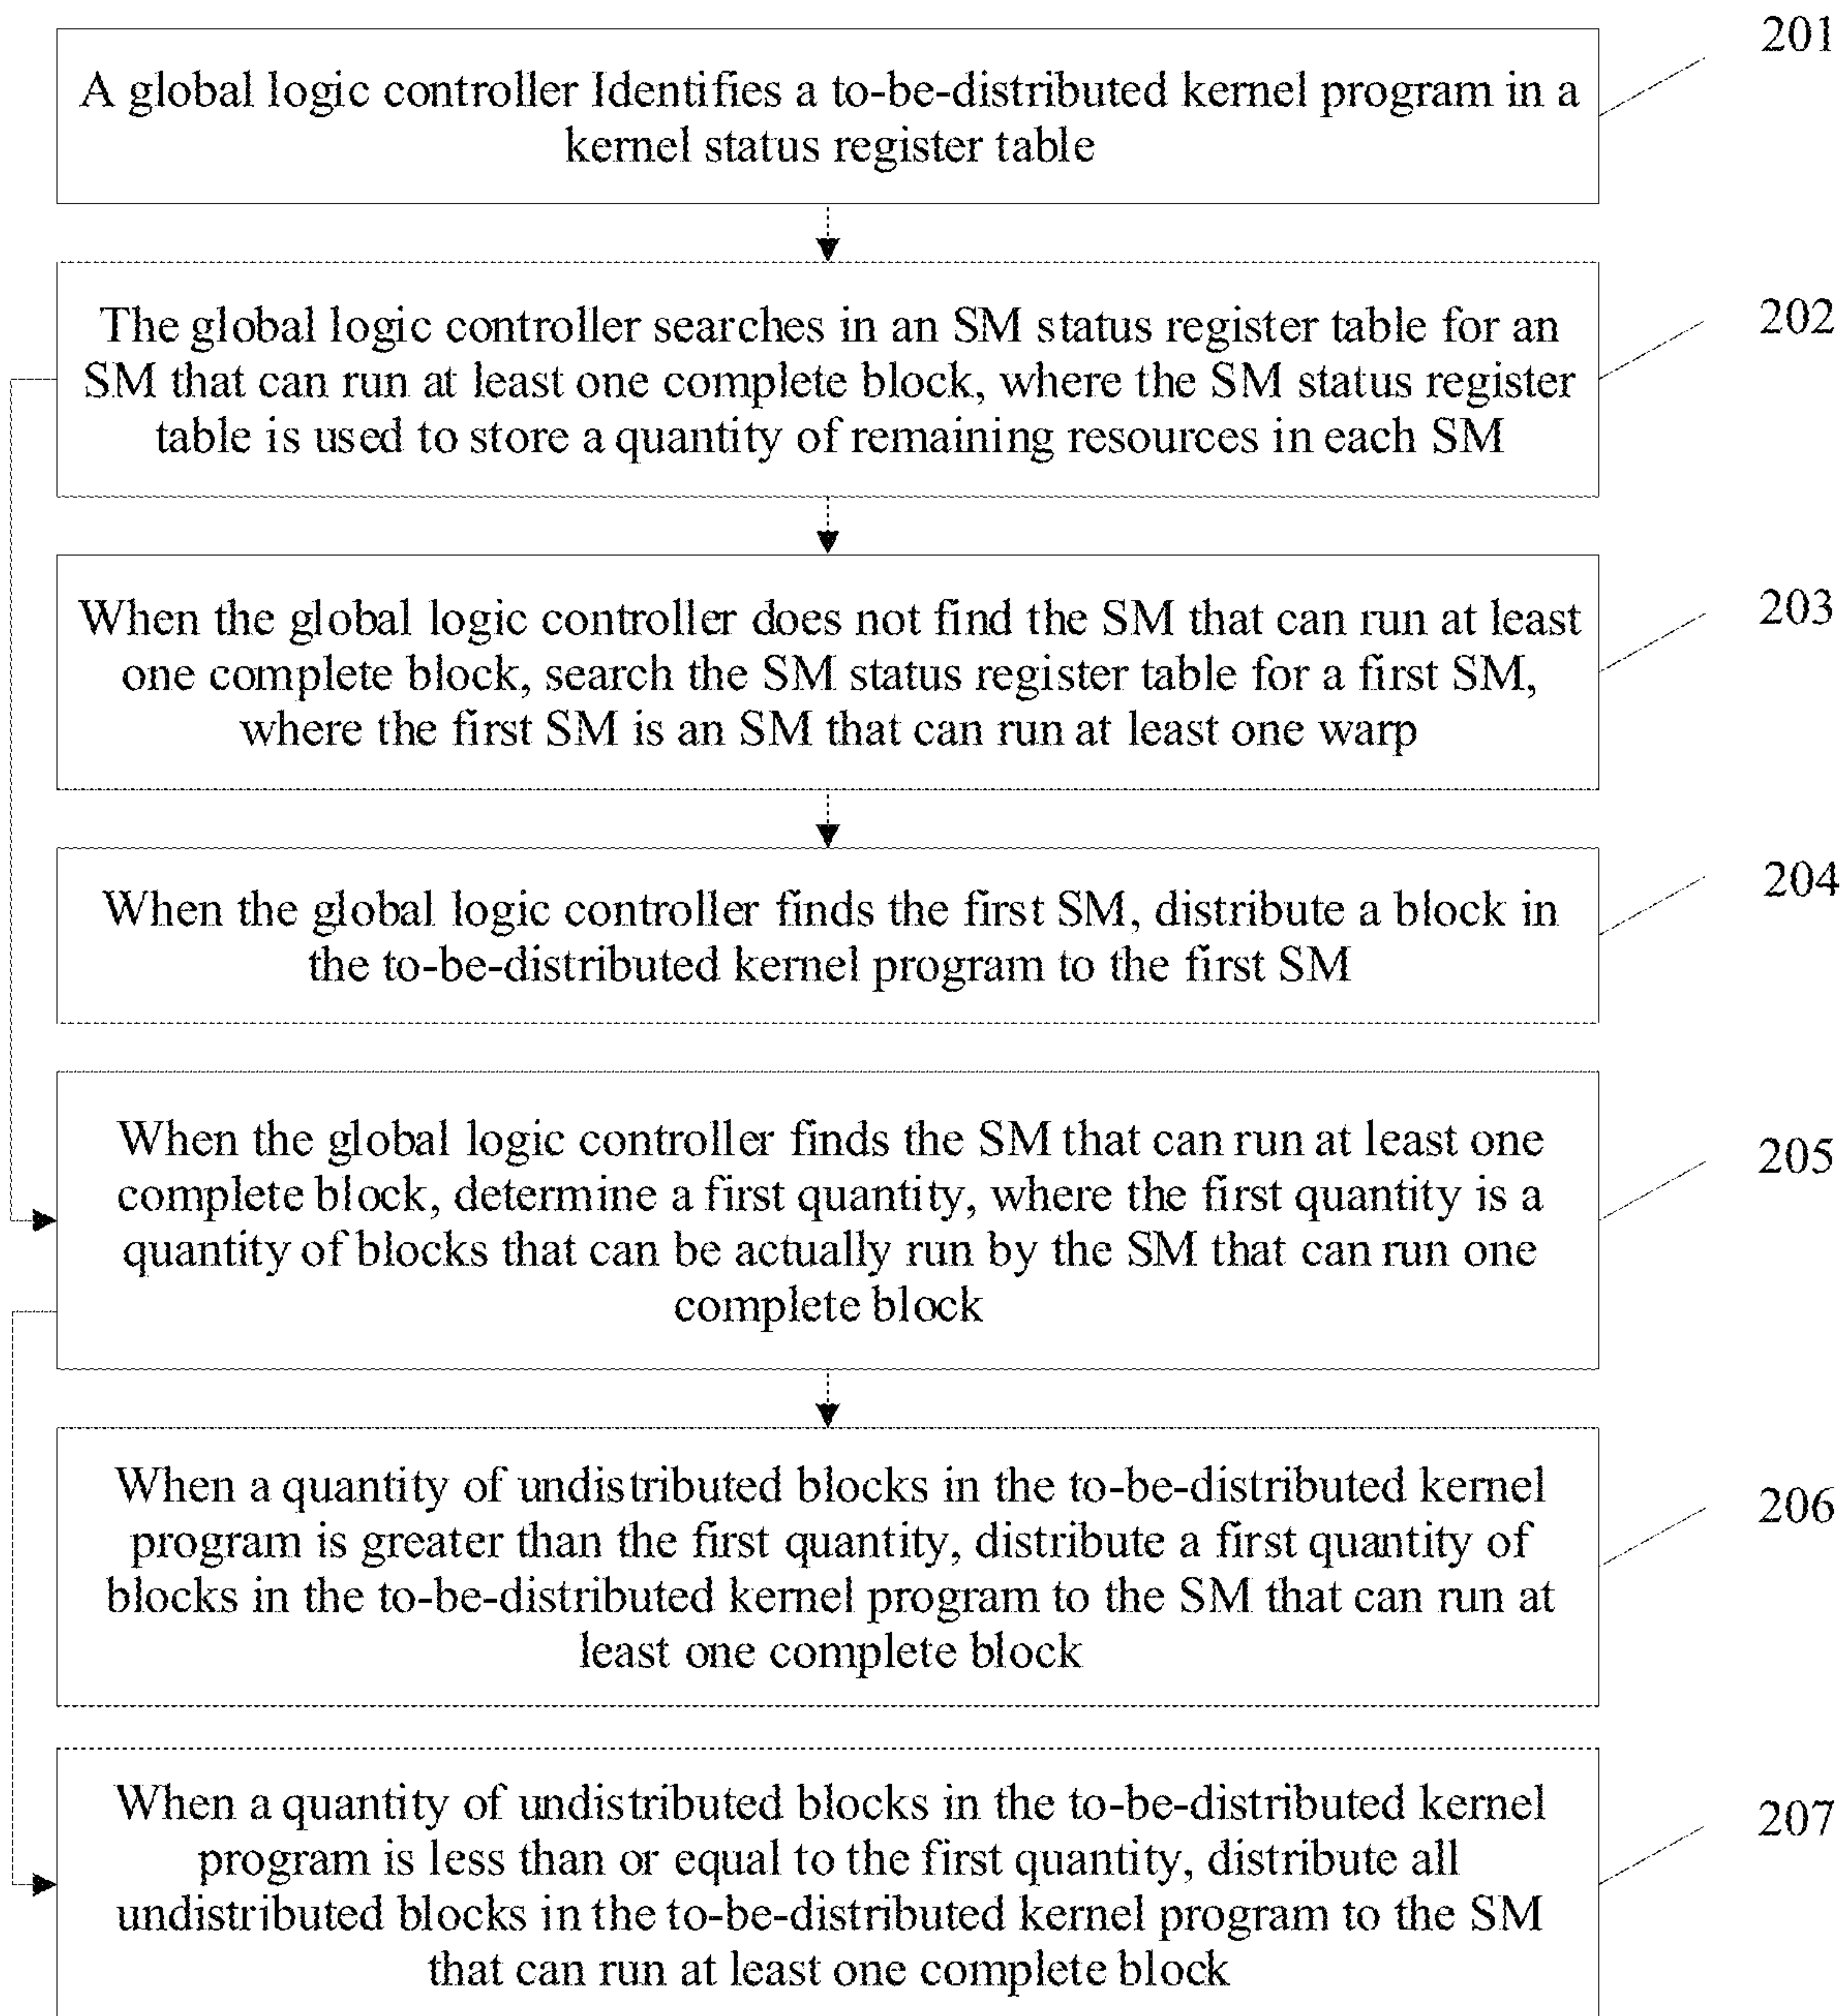 201
A global logic controller Identifies a to-be-distributed kernel program in a
kernel status register table
202
The global logic controller searches in an SM status register table for an
SM that can run at least one complete block, where the SM status register
table is used to store a quantity of remaining resources in each SM
203
When the global logic controller does not find the SM that can run at least
one complete block, search the SM status register table for a first SM,
where the first SM is an SM that can run at least one warp
204
When the global logic controller finds the first SM, distribute a block in
the to-be-distributed kernel program to the first SM
205
When the global logic controller finds the SM that can run at least one
complete block, determine a first quantity, where the first quantity is a
quantity of blocks that can be actually run by the SM that can run one
complete block
206
When a quantity of undistributed blocks in the to-be-distributed kernel
program is greater than the first quantity, distribute a first quantity of
blocks in the to-be-distributed kernel program to the SM that can run at
least one complete block
207
When a quantity of undistributed blocks in the to-be-distributed kernel
program is less than or equal to the first quantity, distribute all
undistributed blocks in the to-be-distributed kernel program to the SM
that can run at least one complete block